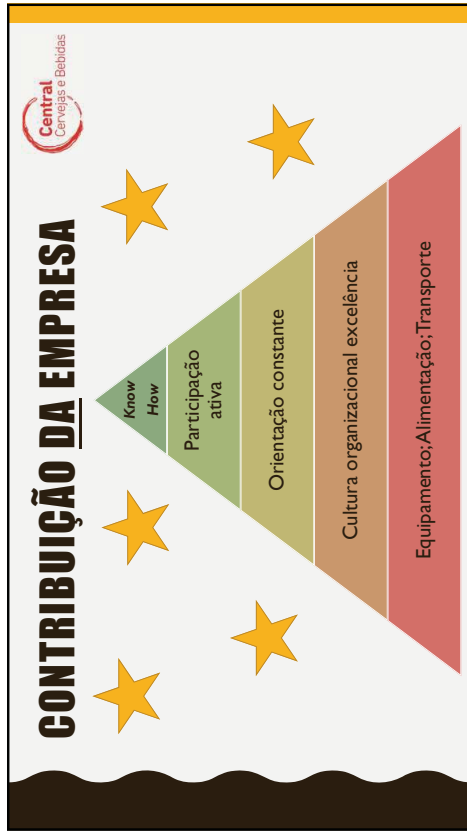 CONTRIBUIÇÃO DA EMPRESA
Central
Cervejas e Bebidas
Know
How
Participação
ativa
Orientação constante
Cultura organizacional excelência
Equipamento; Alimentação; Transporte